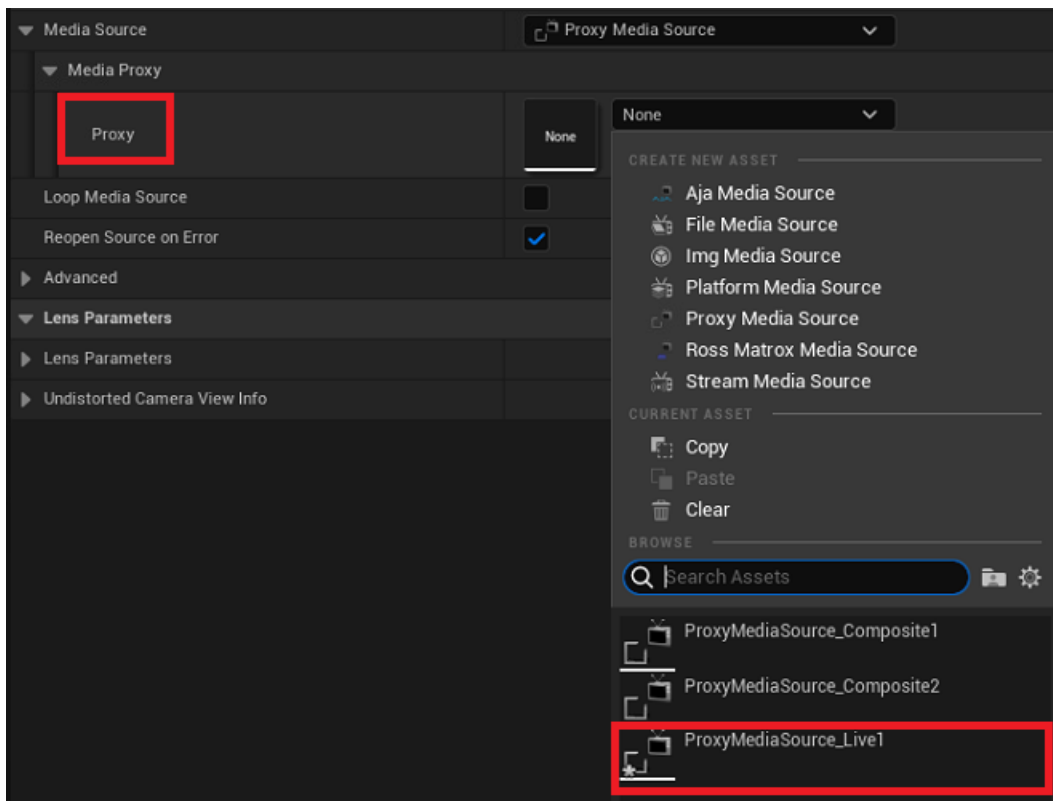 Media Source
Proxy Media Source
Media Proxy
Proxy
None
None
CREATE NEW ASSET
Aja Media Source
File Media Source
Img Media Source
Platform Media Source
Proxy Media Source
Ross Matrox Media Source
Stream Media Source
Loop Media Source
Reopen Source on Error
Advanced
Lens Parameters
Lens Parameters
Undistorted Camera View Info
CURRENT ASSET
Copy
Paste
Clear
BROWSE
Search Assets
ProxyMediaSource_Composite1
ProxyMediaSource_Composite2
ProxyMediaSource_Live1